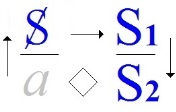 $ → S1
a ◇ S2